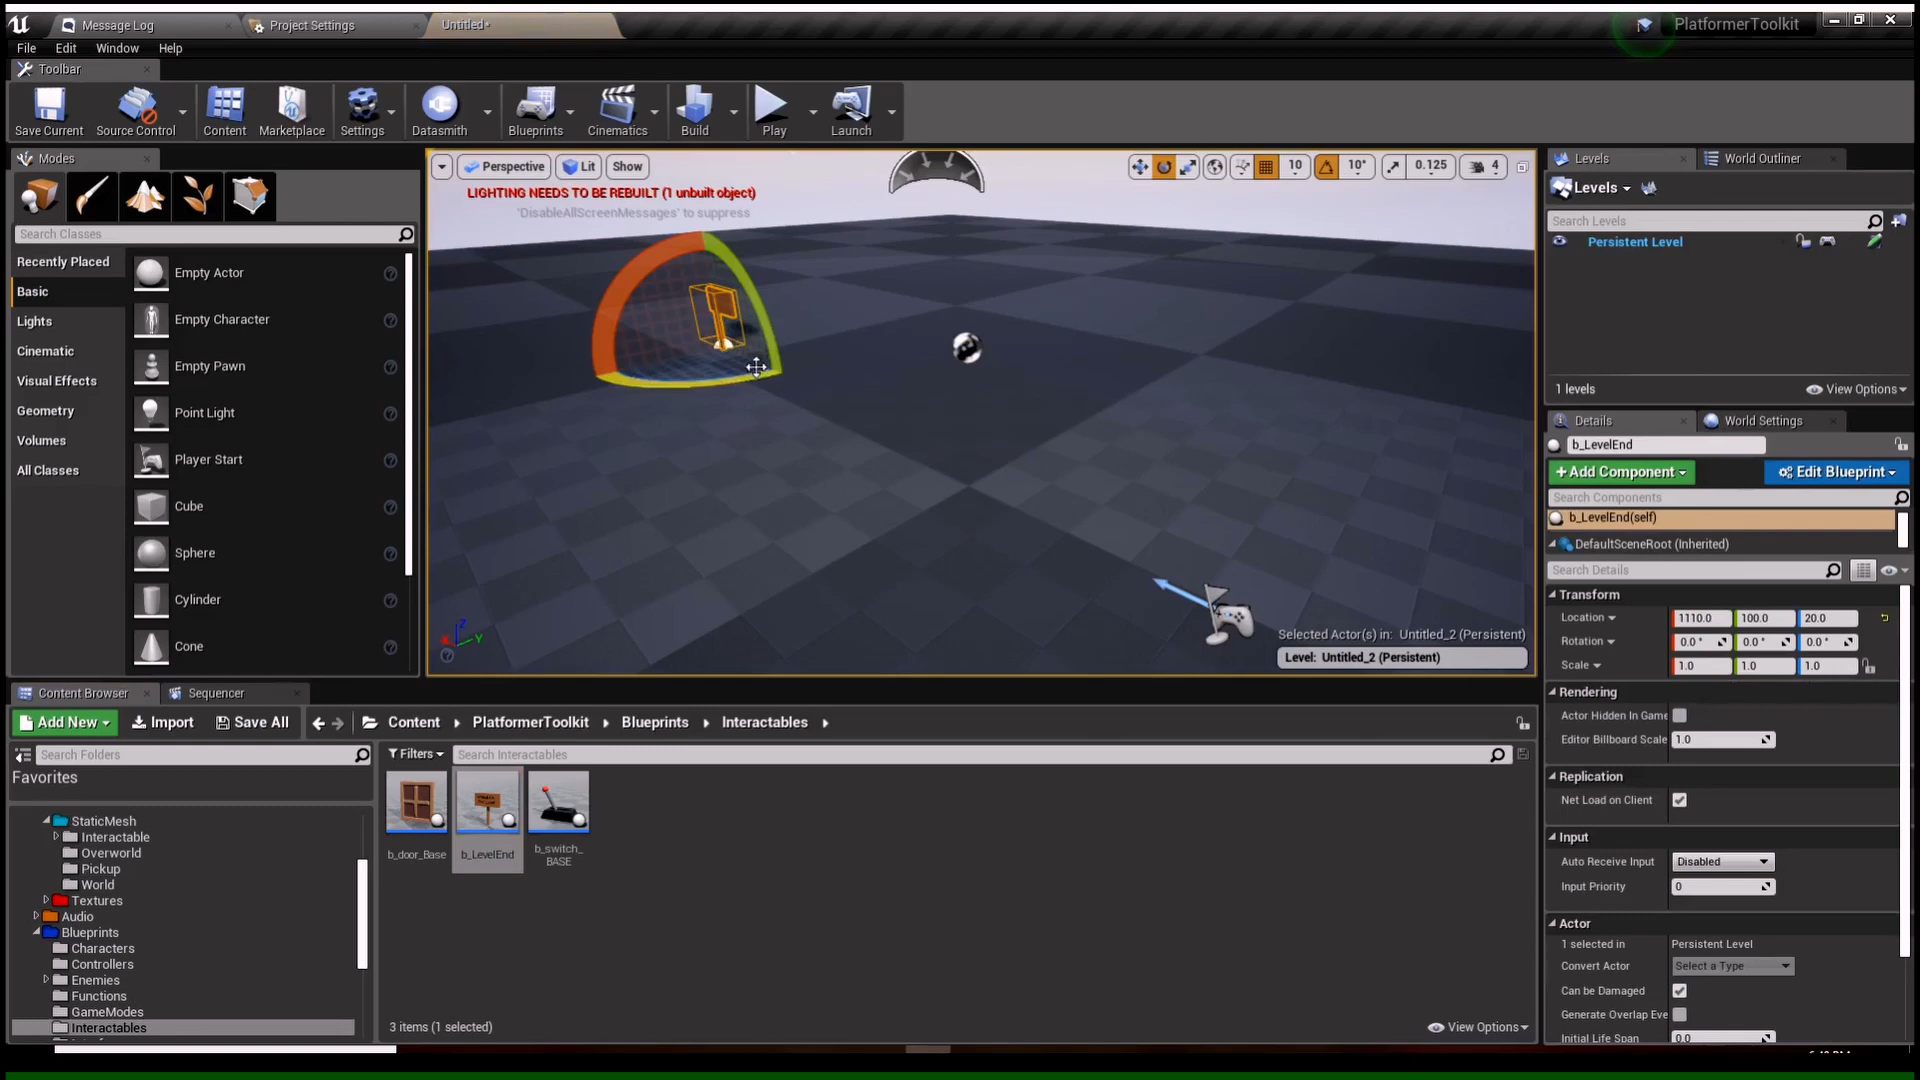 Message Log
Project Settings
Untitled*
PlatformerToolkit
File Edit Window Help
Toolbar
Save Current
Source Control
Content
Marketplace
Settings
Datasmith
Blueprints
Cinematics
Build
Play
Launch
Modes
Search Classes
Recently Placed
Basic
Lights
Cinematic
Visual Effects
Geometry
Volumes
All Classes
Empty Actor
Empty Character
Empty Pawn
Point Light
Player Start
Cube
Sphere
Cylinder
Cone
Perspective Lit Show
10 10° 0.125 4
LIGHTING NEEDS TO BE REBUILT (1 unbuilt object)
'DisableAllScreenMessages' to suppress
Z
X Y
Selected Actor(s) in: Untitled_2 (Persistent)
Level: Untitled_2 (Persistent)
Levels
World Outliner
Levels
Search Levels
Persistent Level
1 levels
View Options
Details
World Settings
b_LevelEnd
+Add Component
Edit Blueprint
Search Components
b_LevelEnd(self)
DefaultSceneRoot (Inherited)
Search Details
Transform
Location 1110.0 100.0 20.0
Rotation 0.0 ° 0.0 ° 0.0 °
Scale 1.0 1.0 1.0
Rendering
Actor Hidden In Game
Editor Billboard Scale 1.0
Replication
Net Load on Client
Input
Auto Receive Input Disabled
Input Priority 0
Actor
1 selected in Persistent Level
Convert Actor Select a Type
Can be Damaged
Generate Overlap Eve
Initial Life Span 0.0
Content Browser
Sequencer
Add New
Import
Save All
Content
PlatformerToolkit
Blueprints
Interactables
Search Folders
Favorites
StaticMesh
Interactable
Overworld
Pickup
World
Textures
Audio
Blueprints
Characters
Controllers
Enemies
Functions
GameModes
Interactables
Filters
Search Interactables
b_door_Base
b_LevelEnd
b_switch_
BASE
3 items (1 selected)
View Options